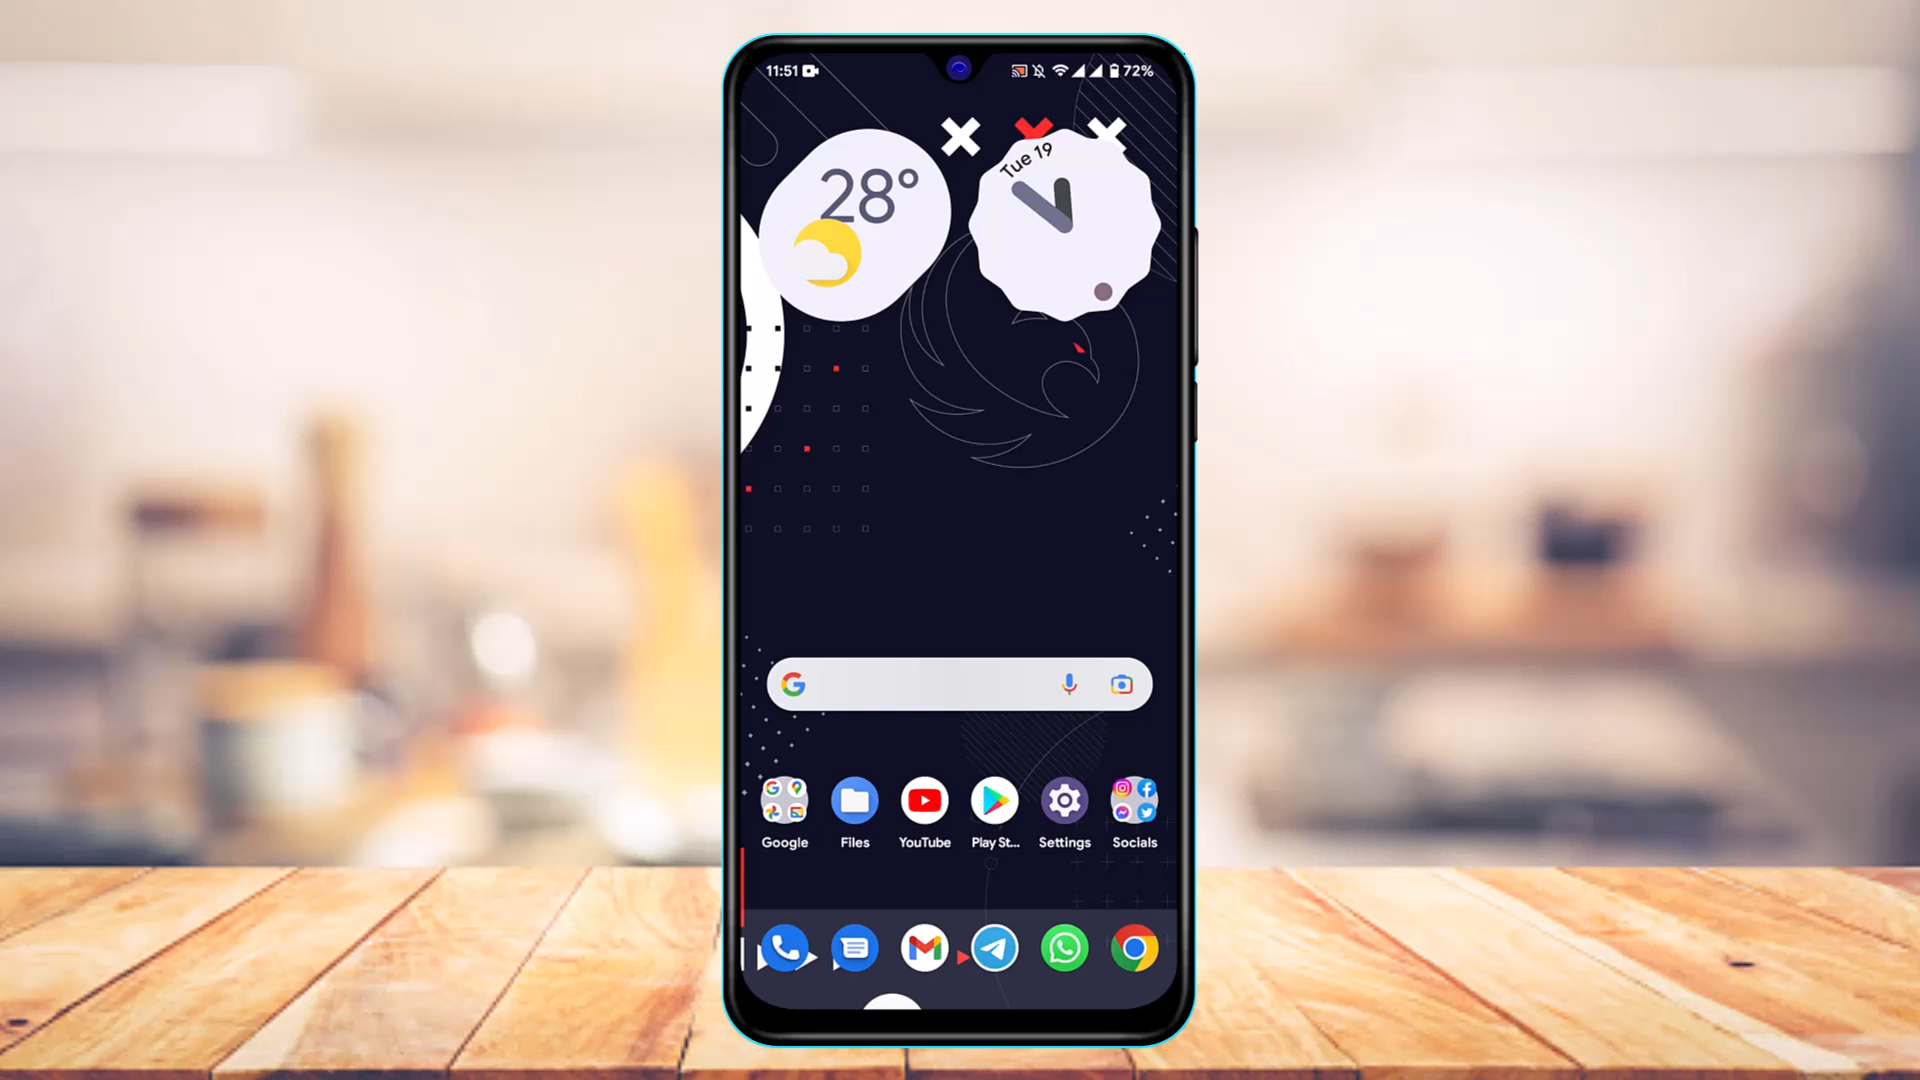 11:51
72%
28°
Tue 19
Google
Files
YouTube
Play St...
Settings
Socials